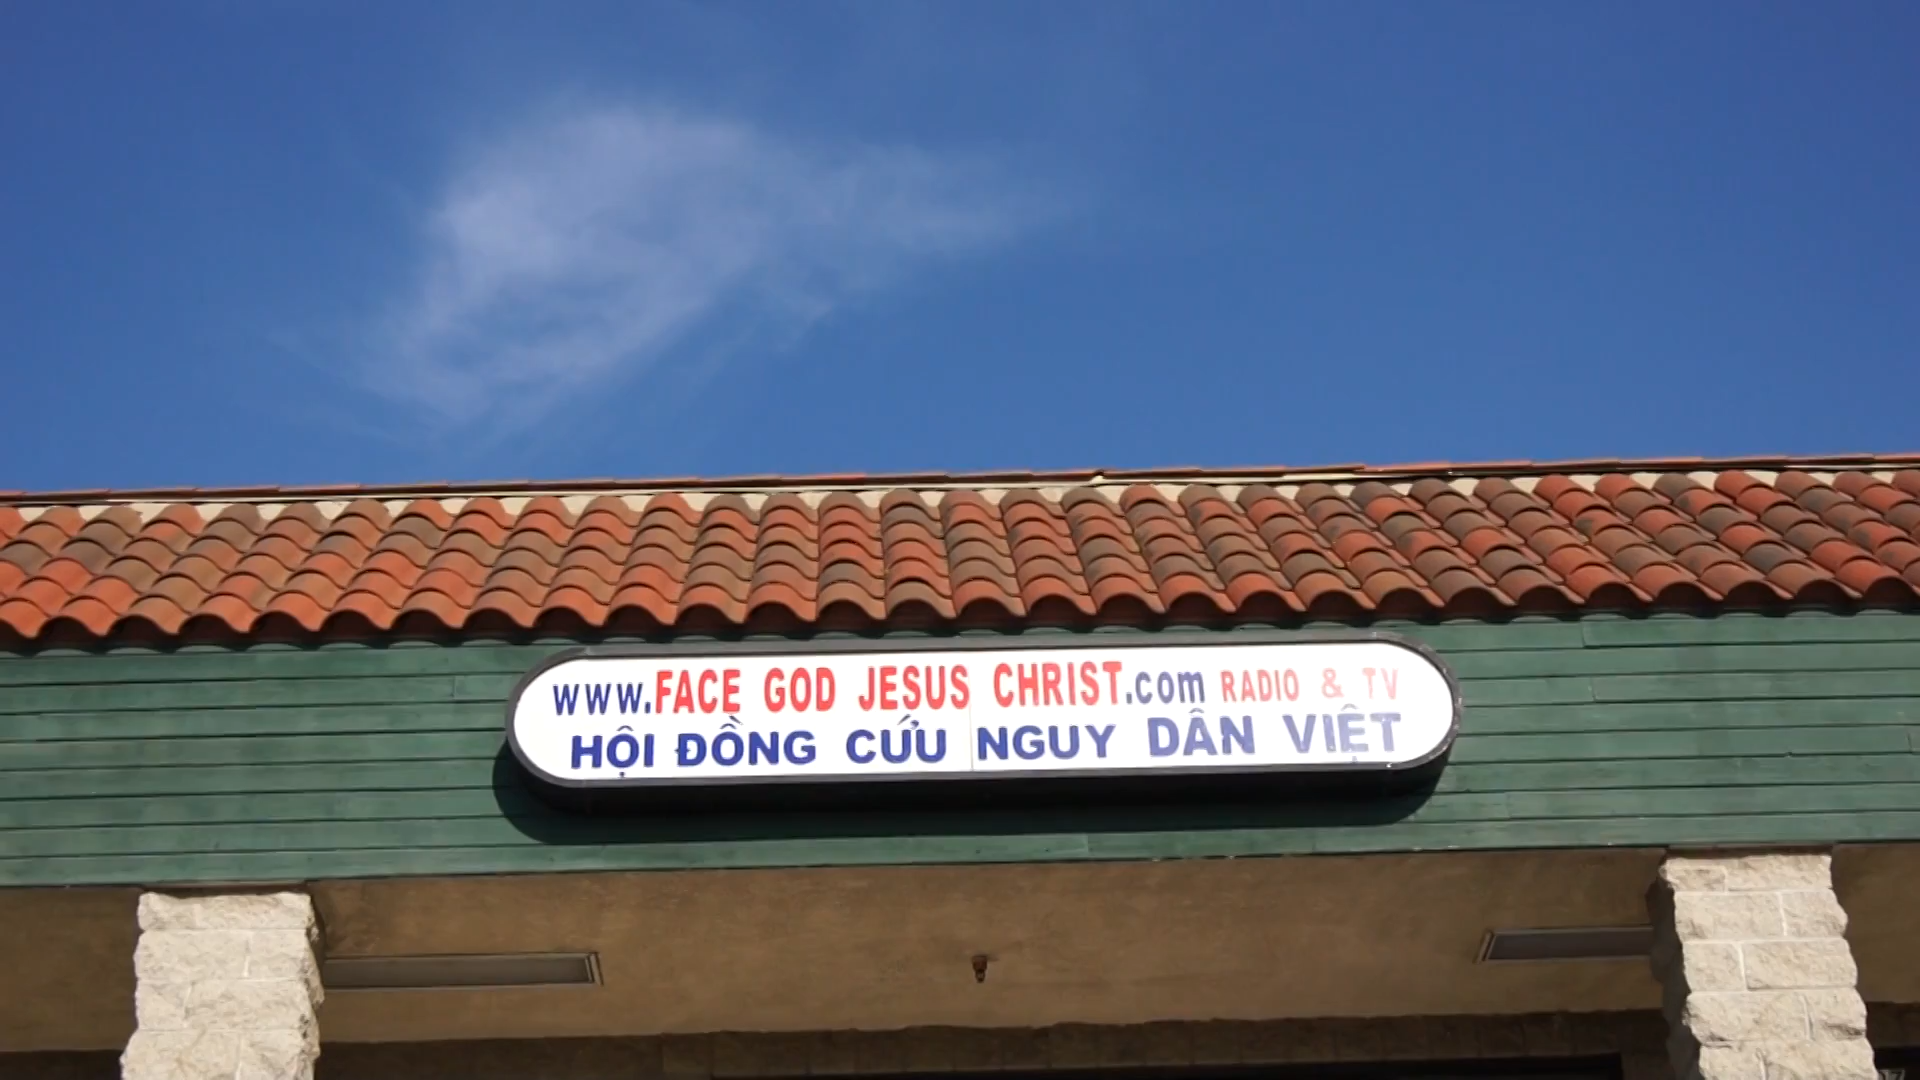 www.FACE GOD JESUS CHRIST.com RADIO & TV
HỘI ĐỒNG CỨU NGUY DÂN VIỆT